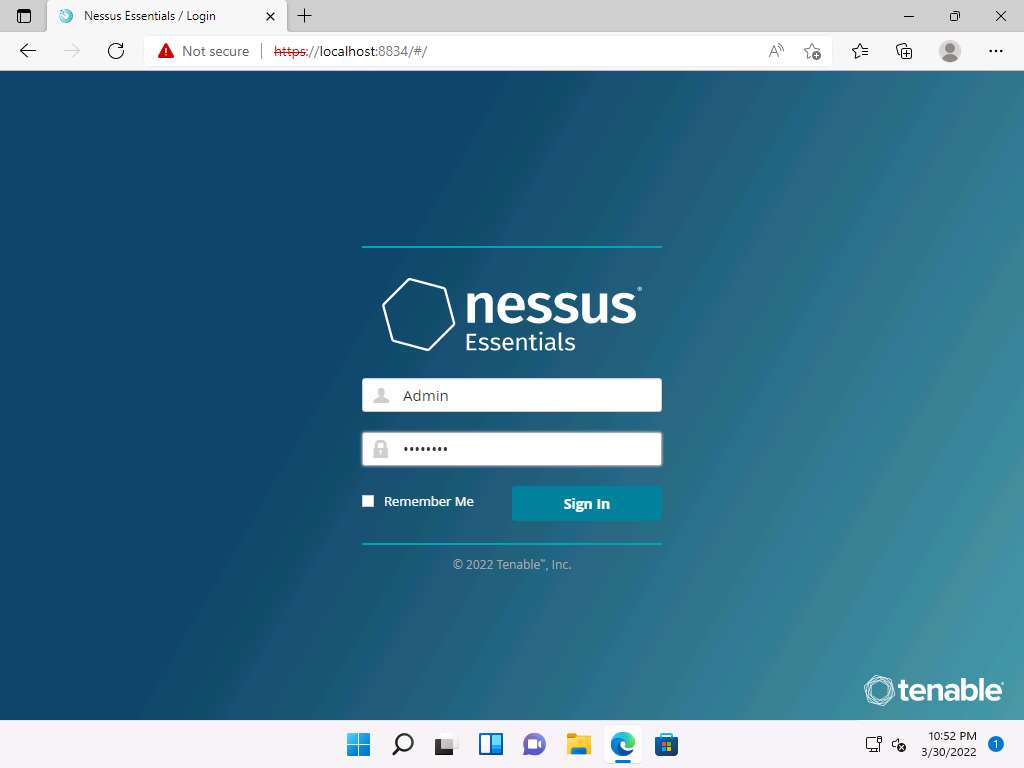 Nessus Essentials / Login
Not secure
https://localhost:8834/#/
nessus
Essentials
Admin
••••••••
Remember Me
Sign In
© 2022 Tenable™, Inc.
tenable
10:52 PM
3/30/2022
1